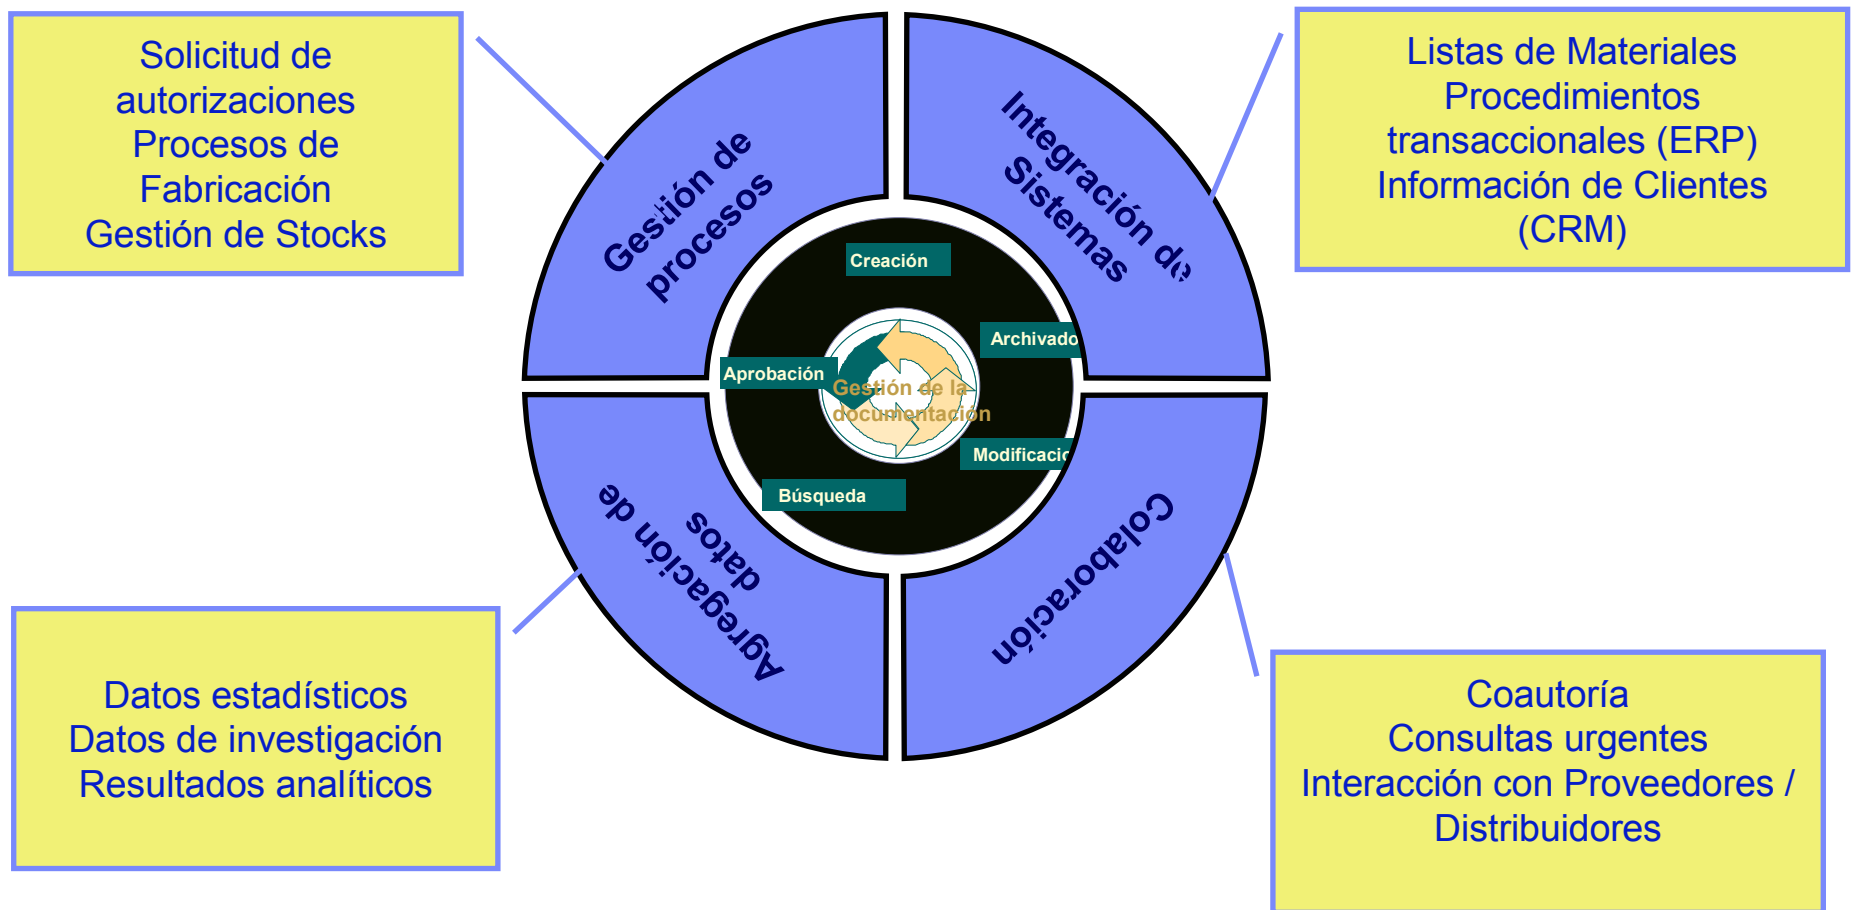 Solicitud de
autorizaciones
Procesos de
Fabricación
Gestión de Stocks
Listas de Materiales
Procedimientos
transaccionales (ERP)
Información de Clientes
(CRM)
Gestión de
procesos
Integración de
Sistemas
Creación
Archivado
Aprobación
Gestión de la
documentación
Modificacio
Búsqueda
Agregación de
datos
Colaboración
Datos estadísticos
Datos de investigación
Resultados analíticos
Coautoría
Consultas urgentes
Interacción con Proveedores /
Distribuidores